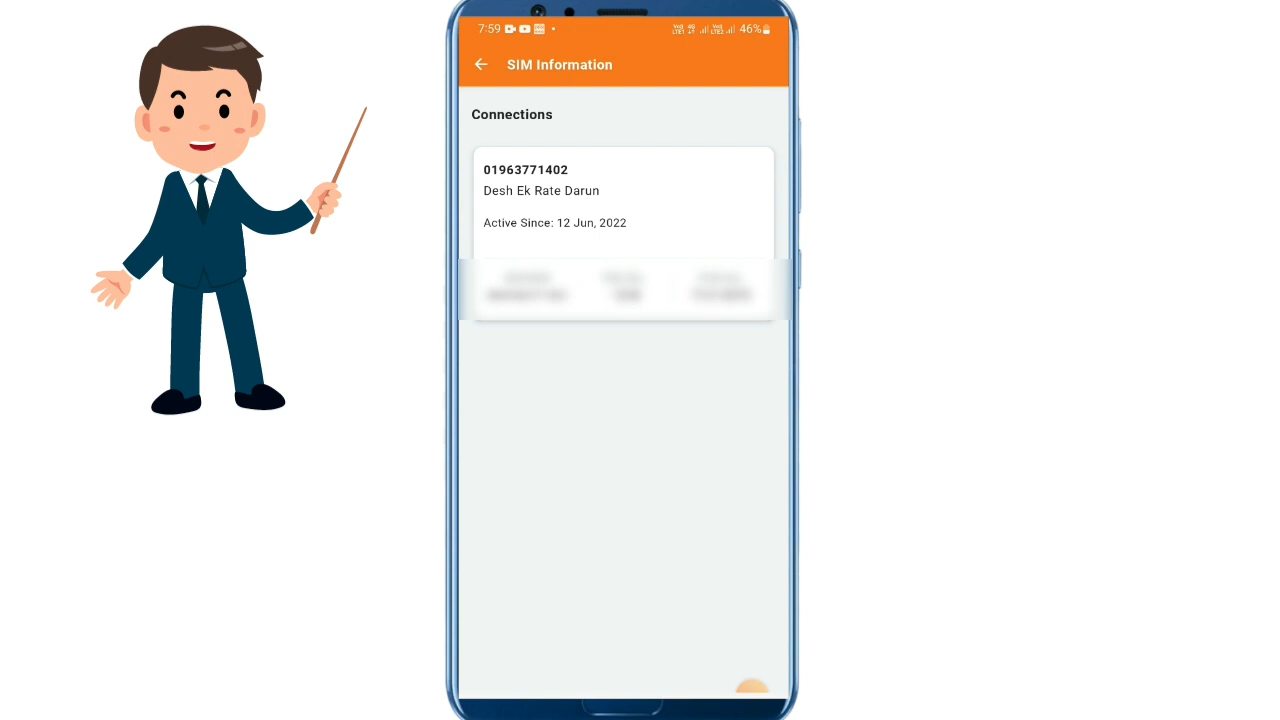 7:59
46%
SIM Information
Connections
01963771402
Desh Ek Rate Darun
Active Since: 12 Jun, 2022